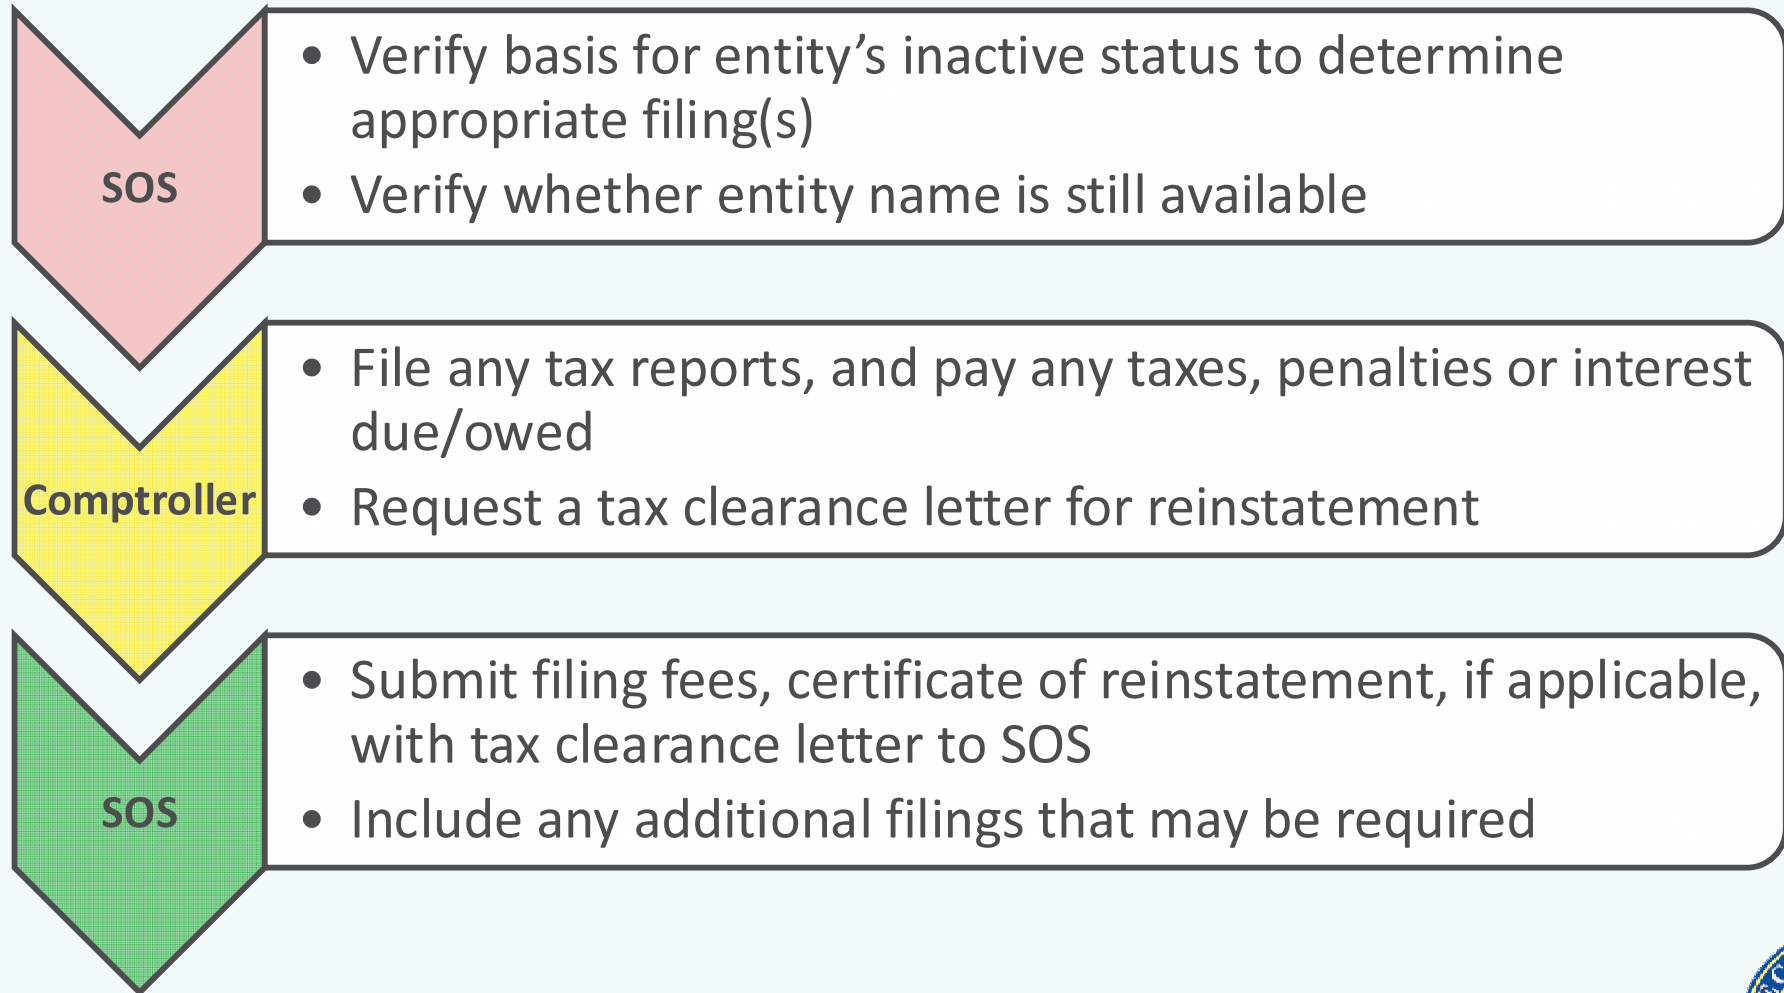 SOS
• Verify basis for entity’s inactive status to determine
appropriate filing(s)
• Verify whether entity name is still available
Comptroller
• File any tax reports, and pay any taxes, penalties or interest
due/owed
• Request a tax clearance letter for reinstatement
SOS
• Submit filing fees, certificate of reinstatement, if applicable,
with tax clearance letter to SOS
• Include any additional filings that may be required